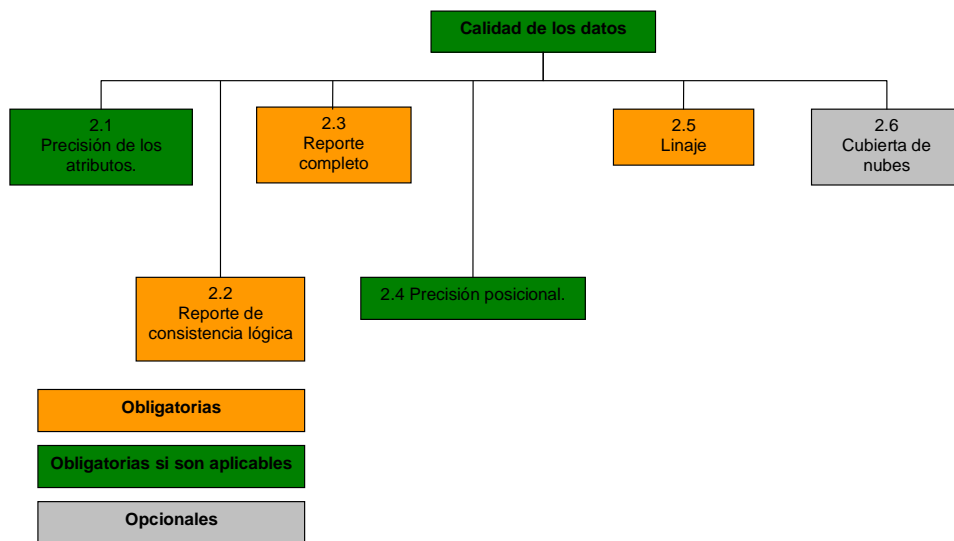 Calidad de los datos
2.1
Precisión de los
atributos.
2.3
Reporte
completo
2.5
Linaje
2.6
Cubierta de
nubes
2.2
Reporte de
consistencia lógica
2.4 Precisión posicional.
Obligatorias
Obligatorias si son aplicables
Opcionales